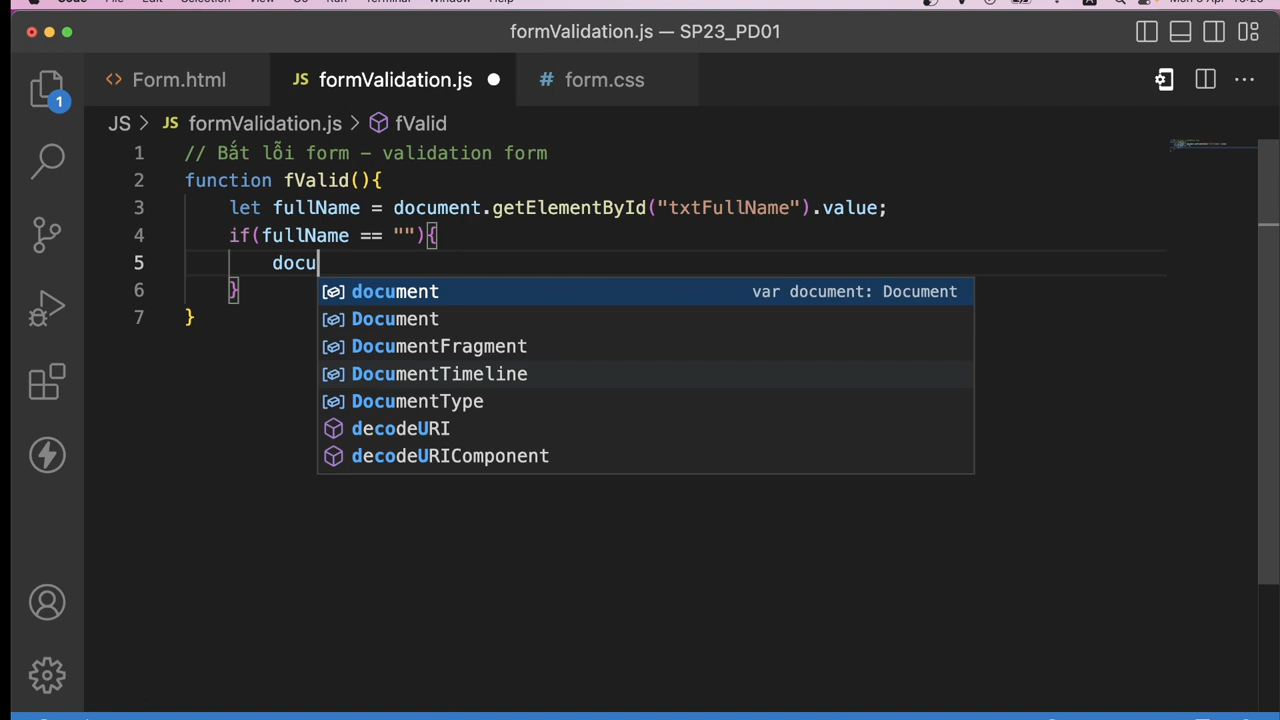 formValidation.js — SP23_PD01
Form.html
JS formValidation.js
# form.css
1
JS > JS formValidation.js > fValid
1 // Bắt lỗi form – validation form
2 function fValid(){
3 let fullName = document.getElementById("txtFullName").value;
4 if(fullName == ""){
5 docu
6 }
7 }
document var document: Document
Document
DocumentFragment
DocumentTimeline
DocumentType
decodeURI
decodeURIComponent